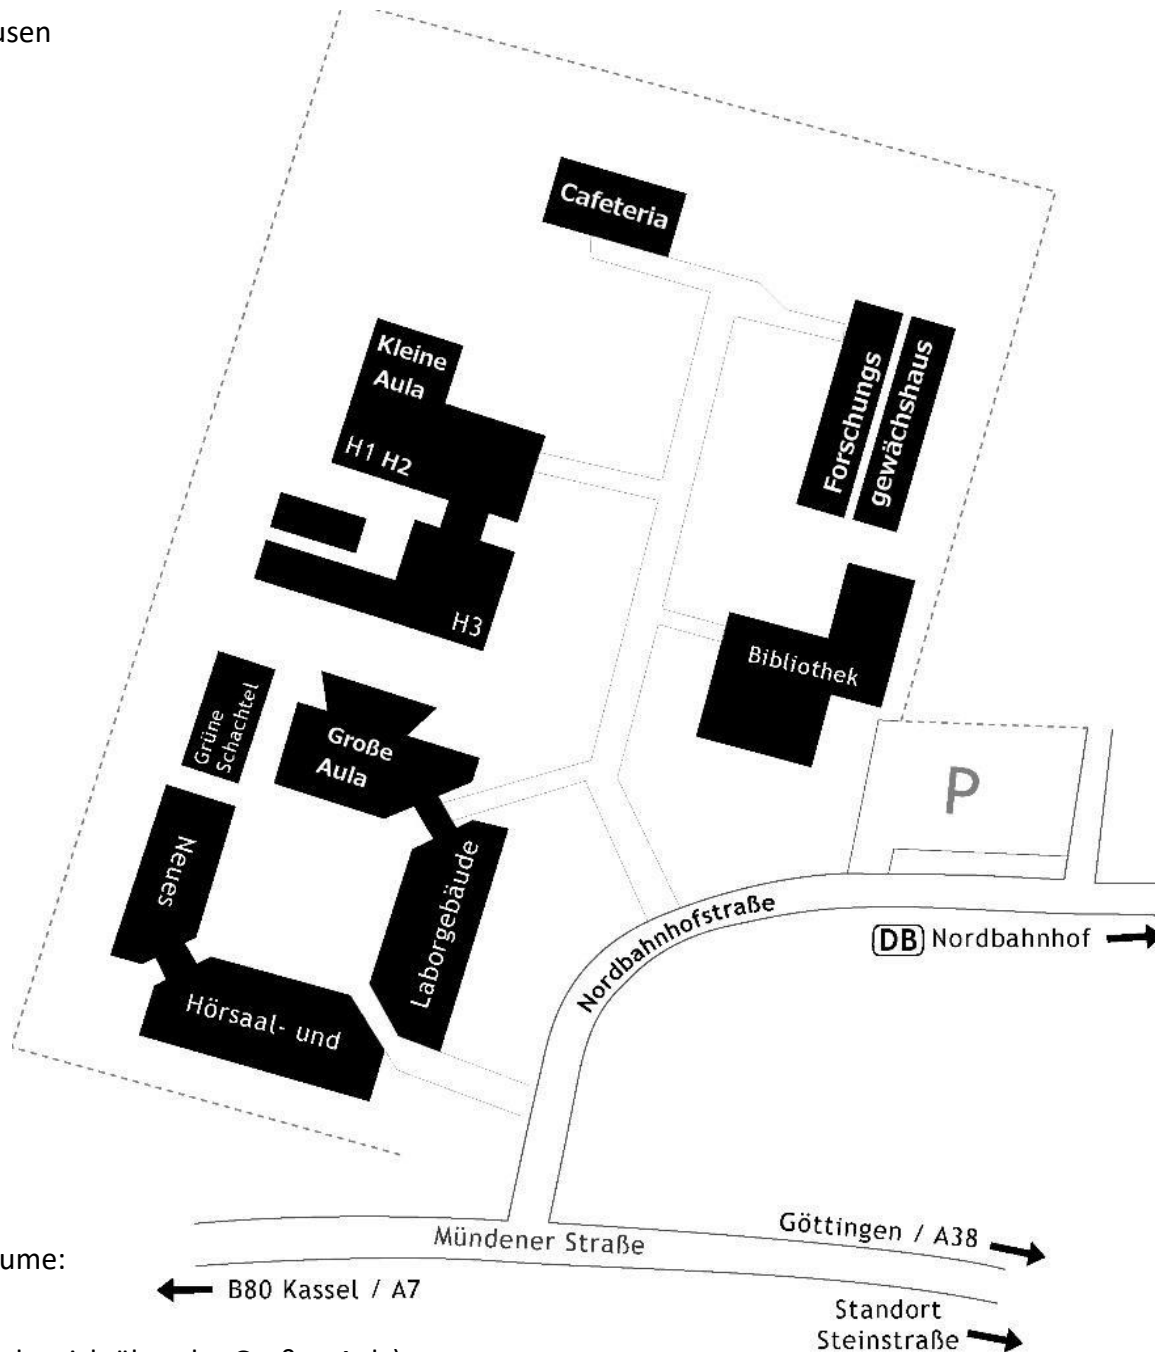 usen
Cafeteria
Kleine
Aula
H1 H2
H3
Forschungs
gewächshaus
Bibliothek
Grüne
Schachtel
Große
Aula
P
Neues
Laborgebäude
Hörsaal- und
Nordbahnhofstraße
DB Nordbahnhof
Göttingen / A38
Mündener Straße
ume:
B80 Kassel / A7
Standort
Steinstraße